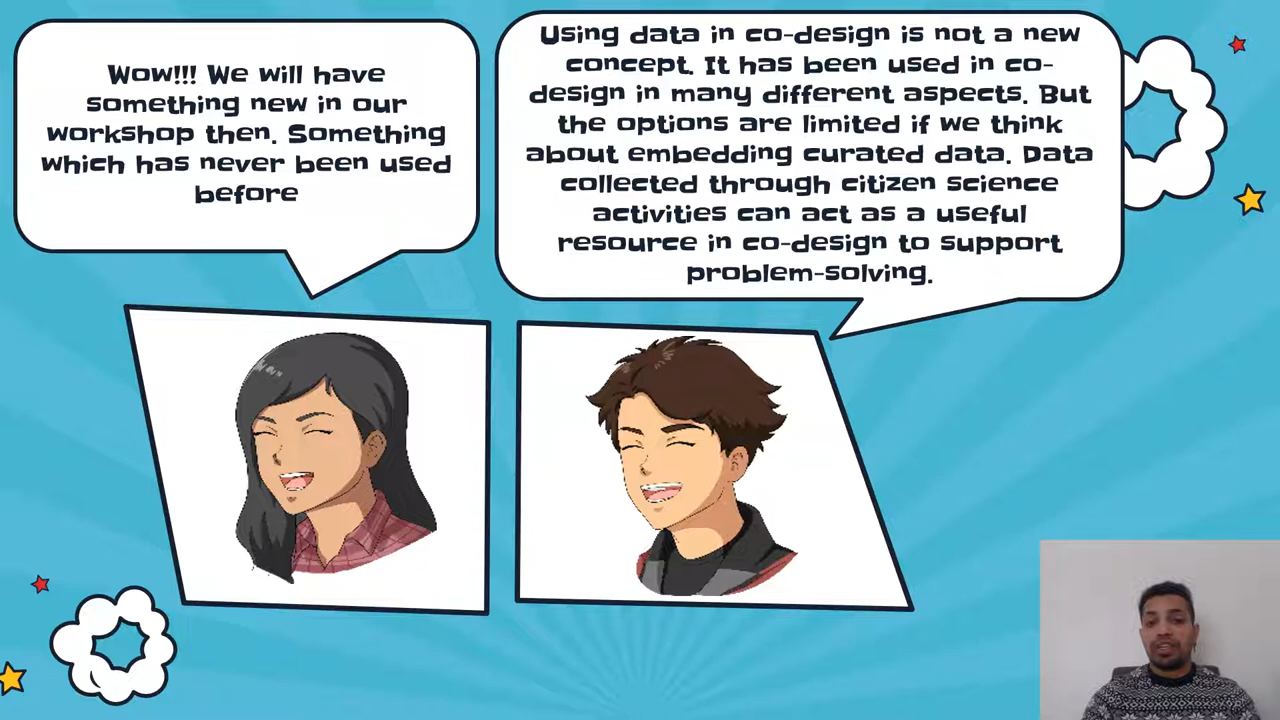 Wow!!! We will have
something new in our
workshop then. Something
which has never been used
before
Using data in co-design is not a new
concept. It has been used in co-
design in many different aspects. But
the options are limited if we think
about embedding curated data. Data
collected through citizen science
activities can act as a useful
resource in co-design to support
problem-solving.